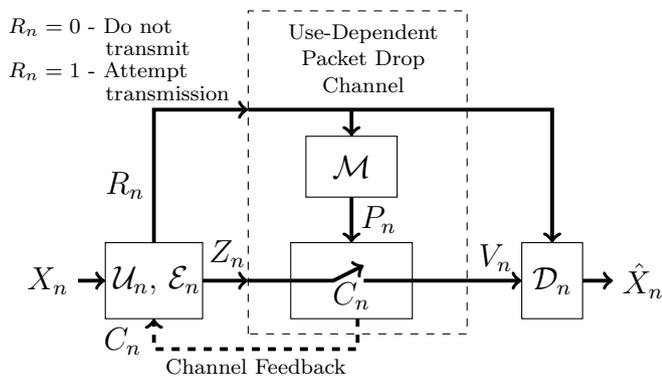 R_n = 0 - Do not
transmit
R_n = 1 - Attempt
transmission
Use-Dependent
Packet Drop
Channel
R_n
M
P_n
X_n
U_n, E_n
Z_n
C_n
V_n
D_n
X̂_n
C_n
Channel Feedback